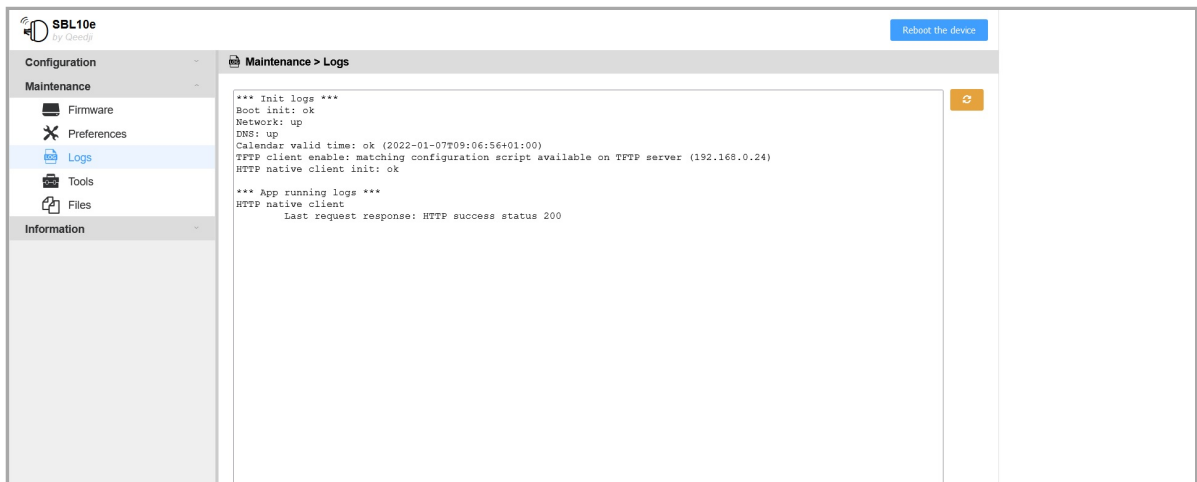 SBL10e
by Qeedji
Reboot the device
Configuration
Maintenance
Firmware
Preferences
Logs
Tools
Files
Information
Maintenance > Logs
*** Init logs ***
Boot init: ok
Network: up
DNS: up
Calendar valid time: ok (2022-01-07T09:06:56+01:00)
TFTP client enable: matching configuration script available on TFTP server (192.168.0.24)
HTTP native client init: ok
*** App running logs ***
HTTP native client
Last request response: HTTP success status 200